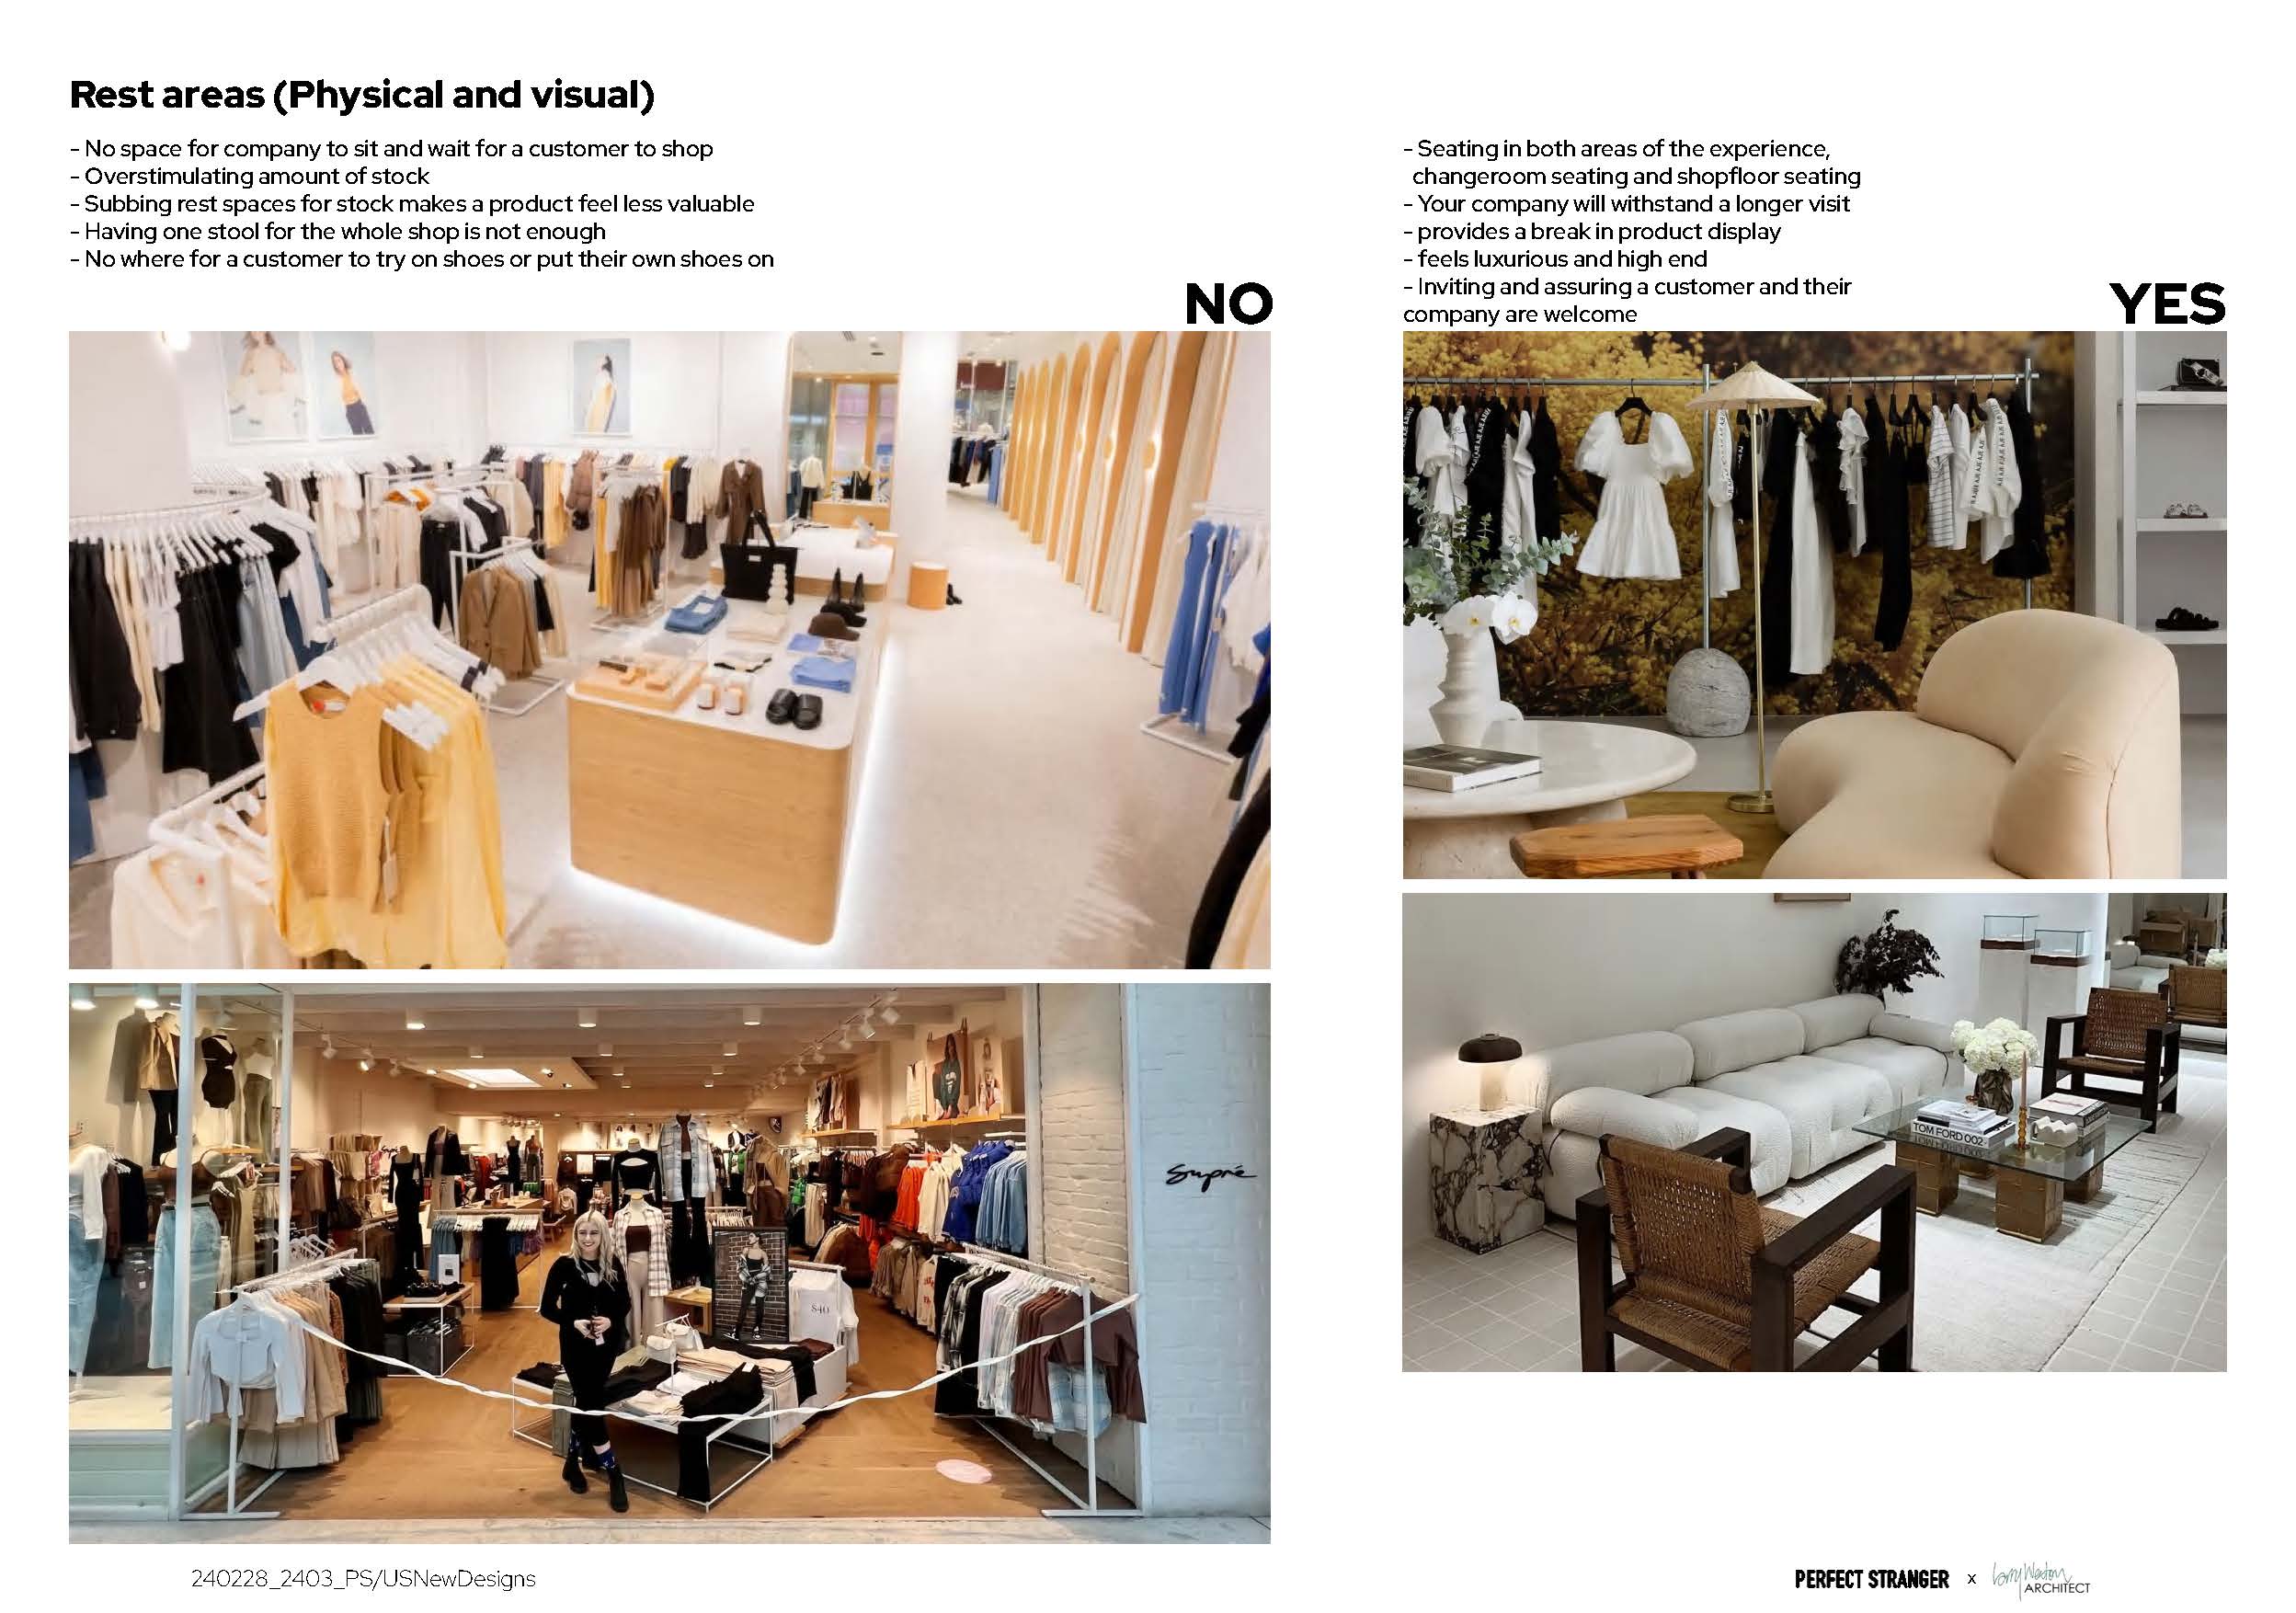 Rest areas (Physical and visual)
- No space for company to sit and wait for a customer to shop
- Overstimulating amount of stock
- Subbing rest spaces for stock makes a product feel less valuable
- Having one stool for the whole shop is not enough
- No where for a customer to try on shoes or put their own shoes on
NO
- Seating in both areas of the experience,
changeroom seating and shopfloor seating
- Your company will withstand a longer visit
- provides a break in product display
- feels luxurious and high end
- Inviting and assuring a customer and their
company are welcome
YES
Supré
$40
TOM FORD 002
240228_2403_PS/USNewDesigns
PERFECT STRANGER x
ARCHITECT